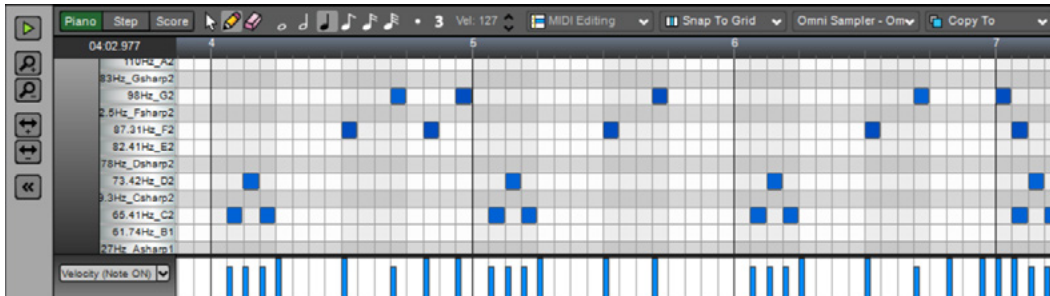 Piano Step Score 3 Vel: 127 MIDI Editing Snap To Grid Omni Sampler - Om Copy To
04:02.977 4 5 6 7
110Hz_A2
83Hz_Gsharp2
98Hz_G2
2.5Hz_Fsharp2
87.31Hz_F2
82.41Hz_E2
78Hz_Dsharp2
73.42Hz_D2
9.3Hz_Csharp2
65.41Hz_C2
61.74Hz_B1
27Hz_Asharp1
Velocity (Note ON)